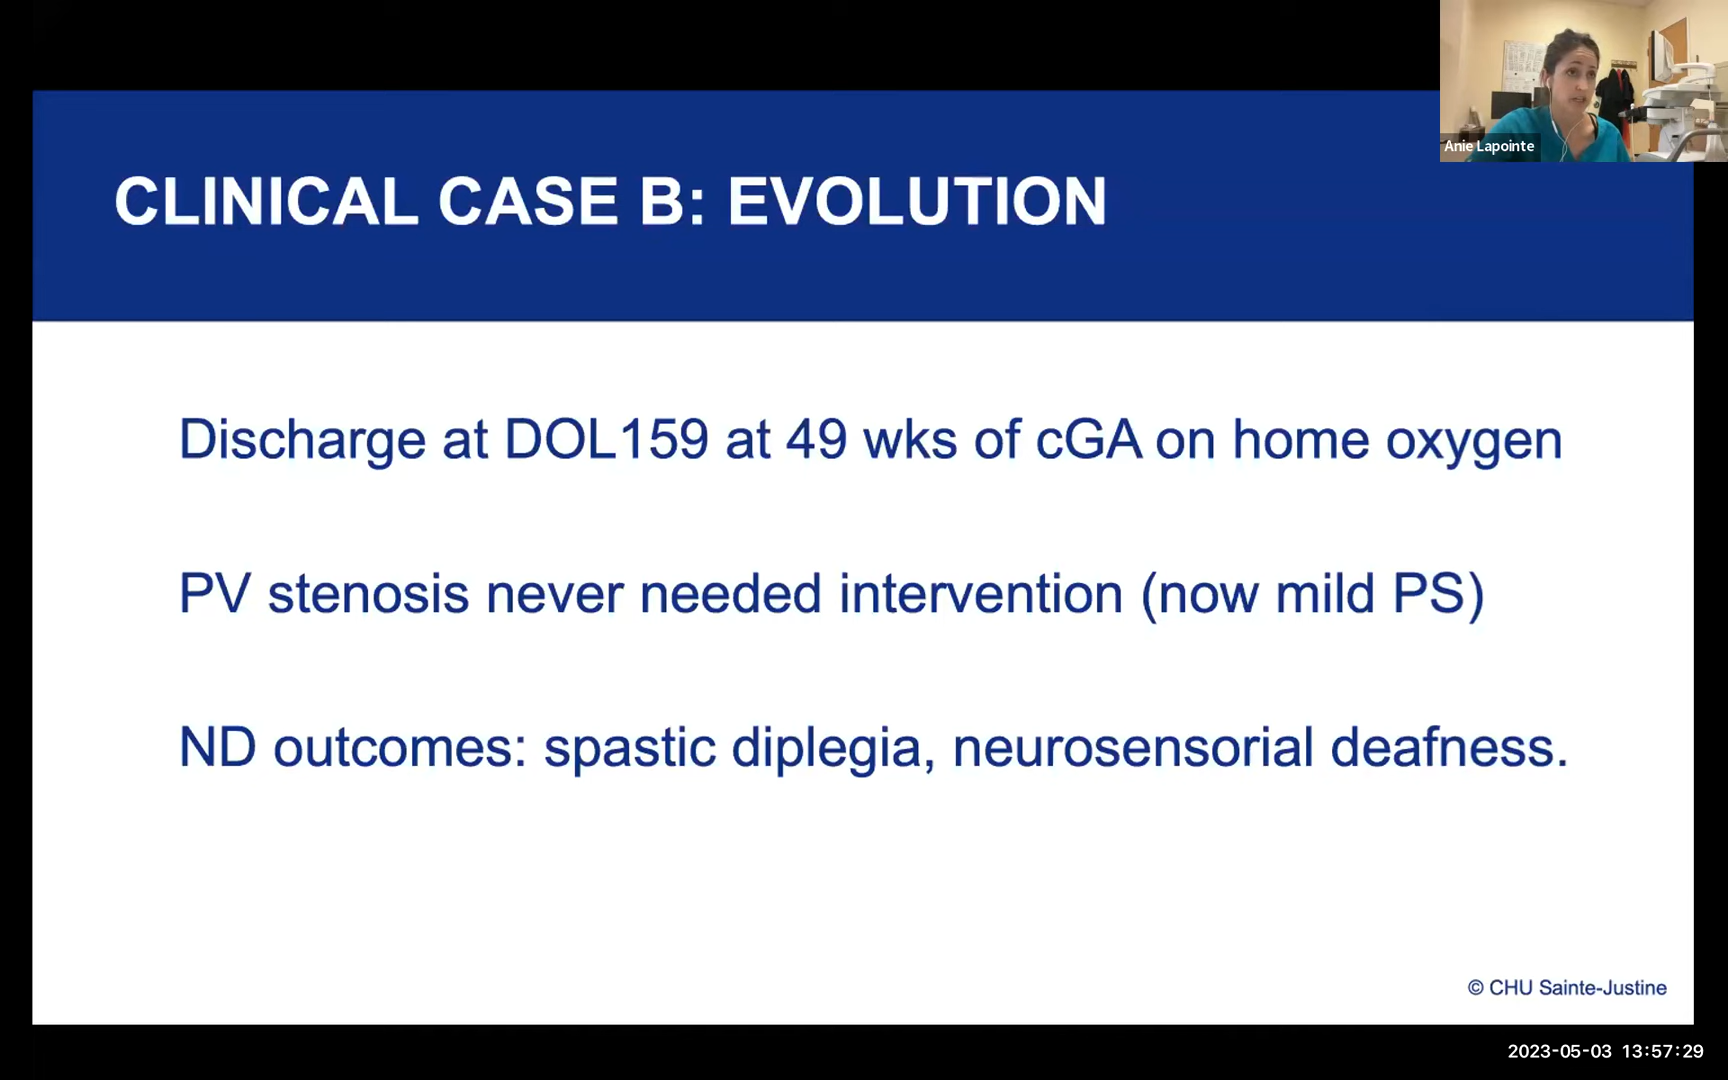 Anie Lapointe
CLINICAL CASE B: EVOLUTION
Discharge at DOL159 at 49 wks of cGA on home oxygen
PV stenosis never needed intervention (now mild PS)
ND outcomes: spastic diplegia, neurosensorial deafness.
© CHU Sainte-Justine
2023-05-03 13:57:29